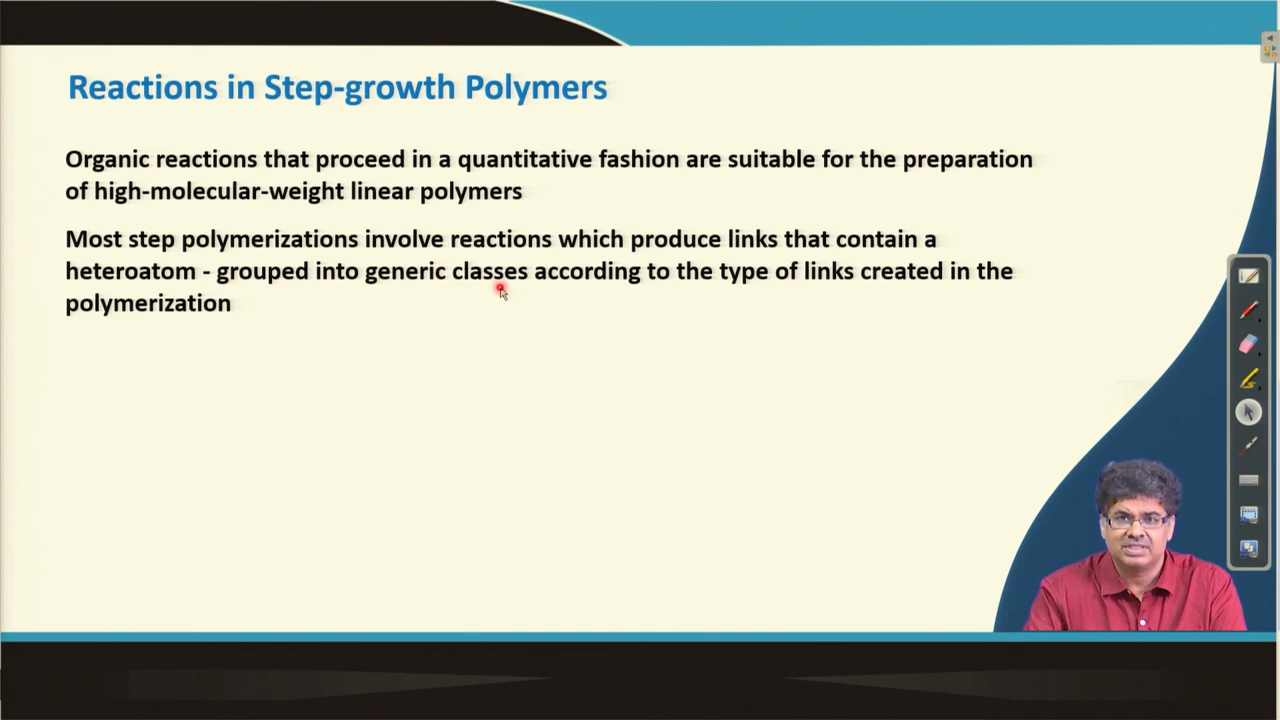 Reactions in Step-growth Polymers
Organic reactions that proceed in a quantitative fashion are suitable for the preparation
of high-molecular-weight linear polymers
Most step polymerizations involve reactions which produce links that contain a
heteroatom - grouped into generic classes according to the type of links created in the
polymerization